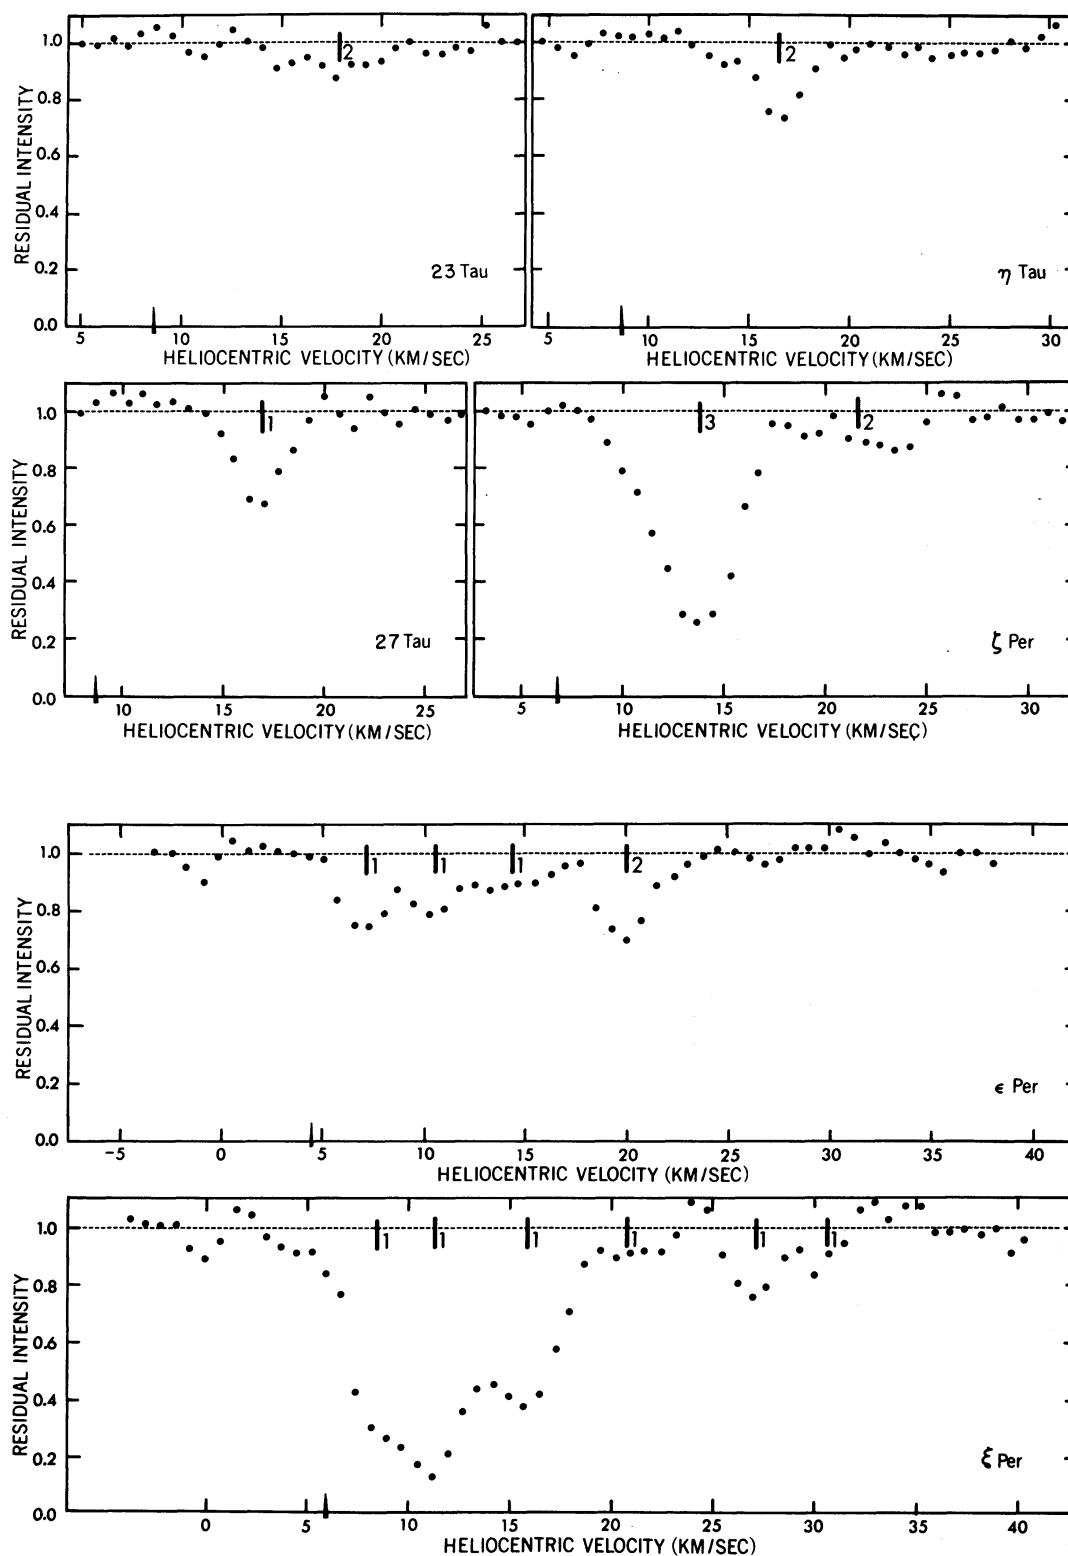 1.0
0.8
0.6
0.4
0.2
0.0
RESIDUAL INTENSITY
2
23 Tau
5 10 15 20 25
HELIOCENTRIC VELOCITY (KM/SEC)
2
η Tau
5 10 15 20 25 30
HELIOCENTRIC VELOCITY (KM/SEC)
1.0
0.8
0.6
0.4
0.2
0.0
RESIDUAL INTENSITY
1
27 Tau
10 15 20 25
HELIOCENTRIC VELOCITY (KM/SEC)
3 2
ζ Per
5 10 15 20 25 30
HELIOCENTRIC VELOCITY (KM/SEC)
1.0
0.8
0.6
0.4
0.2
0.0
RESIDUAL INTENSITY
1 1 1 2
ε Per
-5 0 5 10 15 20 25 30 35 40
HELIOCENTRIC VELOCITY (KM/SEC)
1.0
0.8
0.6
0.4
0.2
0.0
RESIDUAL INTENSITY
1 1 1 1 1 1
ξ Per
0 5 10 15 20 25 30 35 40
HELIOCENTRIC VELOCITY (KM/SEC)